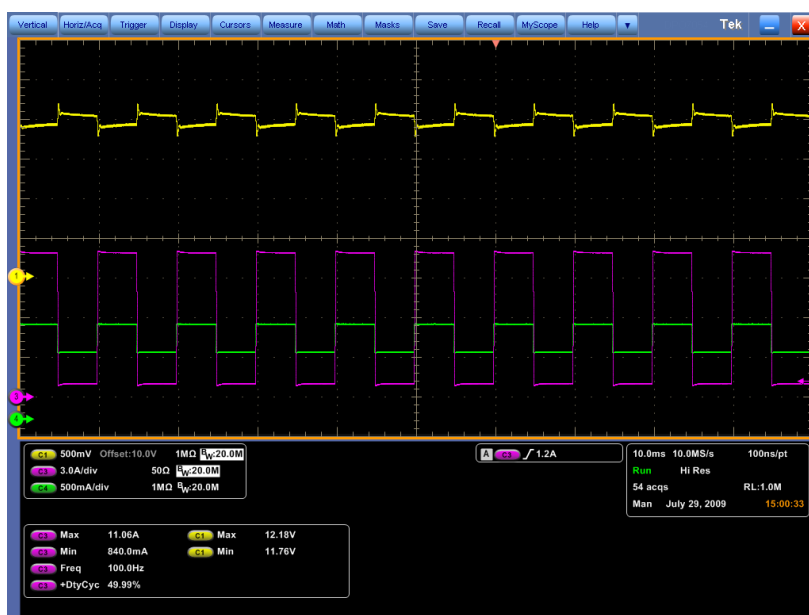 Vertical Horiz/Acq Trigger Display Cursors Measure Math Masks Save Recall MyScope Help Tek X
1
3
4
C1 500mV Offset:10.0V 1MΩ BW:20.0M
C3 3.0A/div 50Ω BW:20.0M
C4 500mA/div 1MΩ BW:20.0M
A C3 1.2A
10.0ms 10.0MS/s 100ns/pt
Run Hi Res
54 acqs RL:1.0M
Man July 29, 2009 15:00:33
C3 Max 11.06A C1 Max 12.18V
C3 Min 840.0mA C1 Min 11.76V
C3 Freq 100.0Hz
C3 +DtyCyc 49.99%